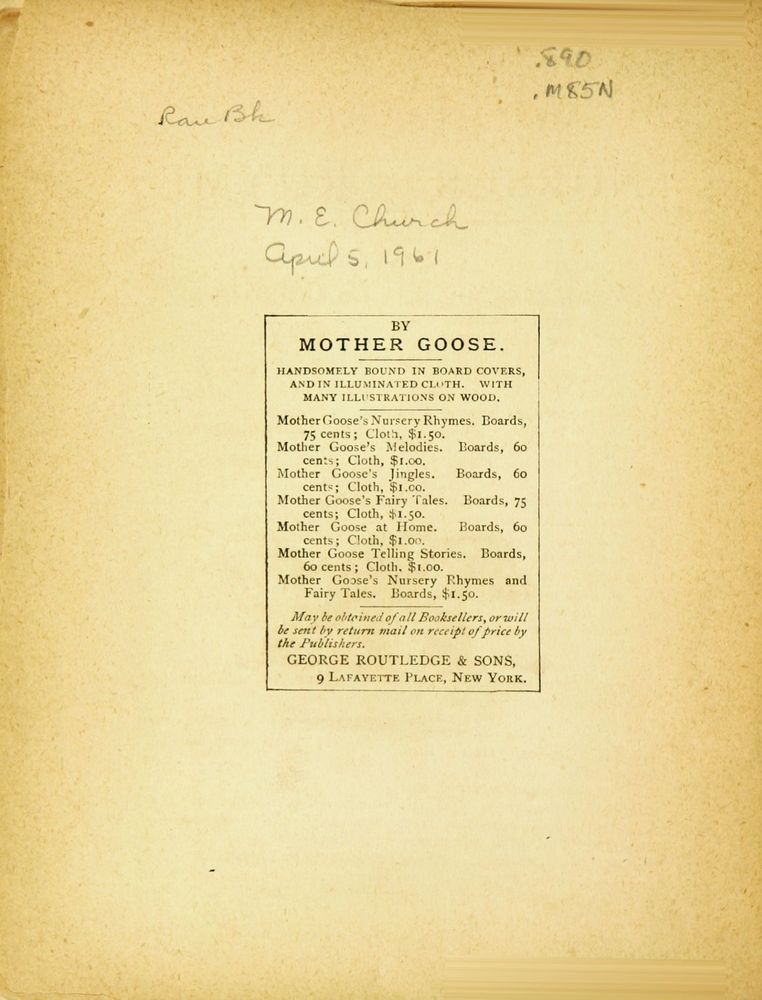 .890
.M85N
Rare Bk
M. E. Church
April 5, 1961
BY
MOTHER GOOSE.
HANDSOMELY BOUND IN BOARD COVERS,
AND IN ILLUMINATED CLOTH. WITH
MANY ILLUSTRATIONS ON WOOD.
Mother Goose's Nursery Rhymes. Boards,
75 cents; Cloth, $1.50.
Mother Goose's Melodies. Boards, 60
cents; Cloth, $1.00.
Mother Goose's Jingles. Boards, 60
cents; Cloth, $1.00.
Mother Goose's Fairy Tales. Boards, 75
cents; Cloth, $1.50.
Mother Goose at Home. Boards, 60
cents; Cloth, $1.00.
Mother Goose Telling Stories. Boards,
60 cents; Cloth, $1.00.
Mother Goose's Nursery Rhymes and
Fairy Tales. Boards, $1.50.
May be obtained of all Booksellers, or will
be sent by return mail on receipt of price by
the Publishers.
GEORGE ROUTLEDGE & SONS,
9 LAFAYETTE PLACE, NEW YORK.